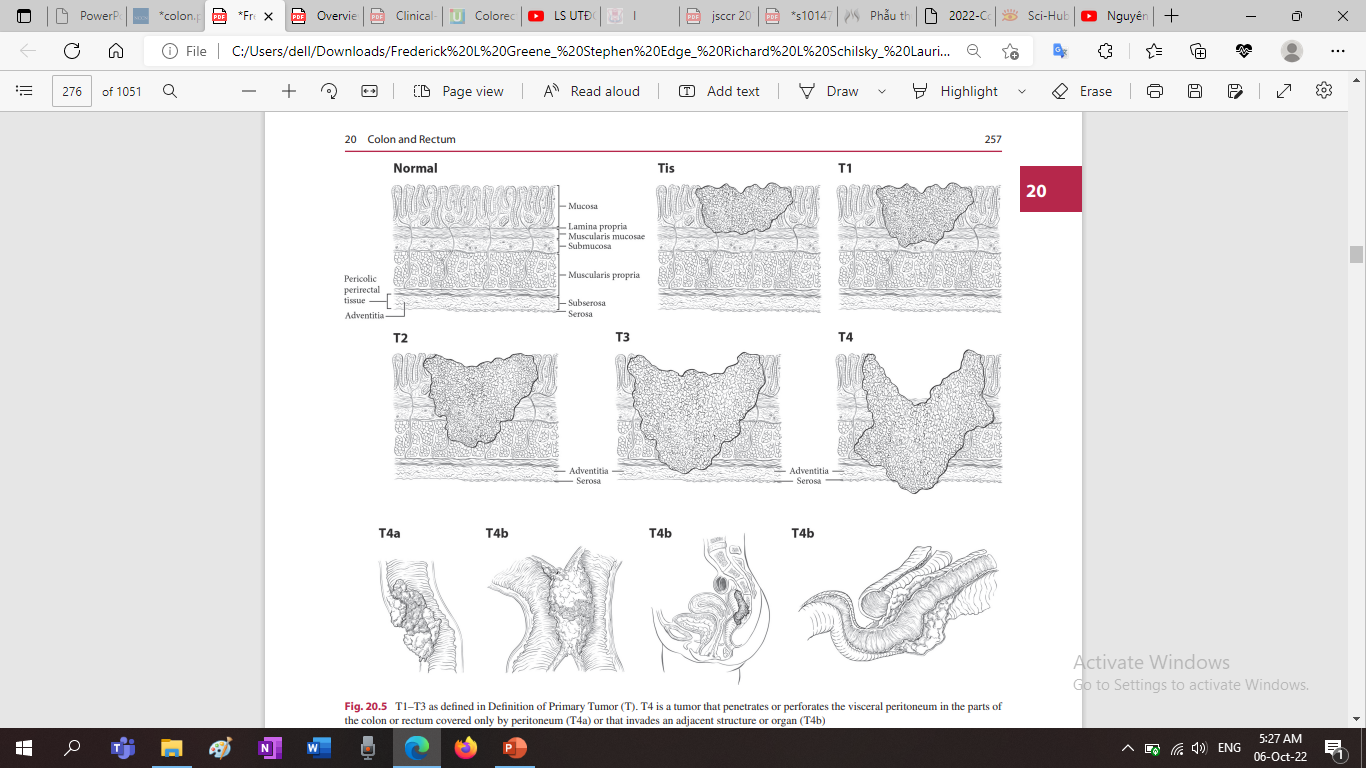 PowerP
*colon.p
*Fre
Overvie
Clinical-
Colorec
LS UTĐ
I
jsccr 20
*s10147
Phẫu th
2022-Co
Sci-Hub
Nguyên
File
C:/Users/dell/Downloads/Frederick%20L%20Greene_%20Stephen%20Edge_%20Richard%20L%20Schilsky_%20Lauri...
276 of 1051
Page view
Read aloud
Add text
Draw
Highlight
Erase
20 Colon and Rectum
257
20
Normal
Tis
T1
Mucosa
Lamina propria
Muscularis mucosae
Submucosa
Muscularis propria
Subserosa
Serosa
Pericolic
perirectal
tissue
Adventitia
T2
T3
T4
Adventitia
Serosa
Adventitia
Serosa
T4a
T4b
T4b
T4b
Fig. 20.5 T1–T3 as defined in Definition of Primary Tumor (T). T4 is a tumor that penetrates or perforates the visceral peritoneum in the parts of
the colon or rectum covered only by peritoneum (T4a) or that invades an adjacent structure or organ (T4b)
Activate Windows
Go to Settings to activate Windows.
ENG
5:27 AM
06-Oct-22
1